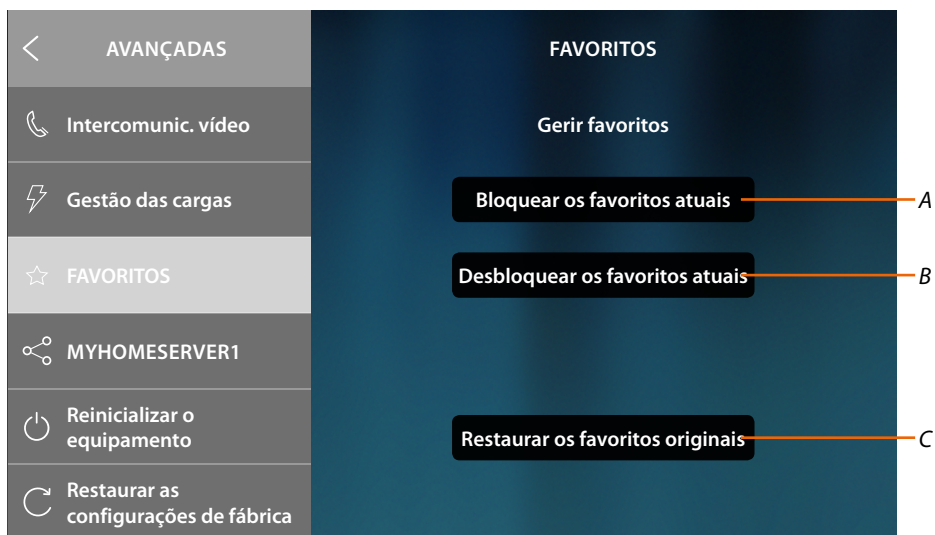 AVANÇADAS
Intercomunic. vídeo
Gestão das cargas
FAVORITOS
MYHOMESERVER1
Reinicializar o
equipamento
Restaurar as
configurações de fábrica
FAVORITOS
Gerir favoritos
Bloquear os favoritos atuais
A
Desbloquear os favoritos atuais
B
Restaurar os favoritos originais
C